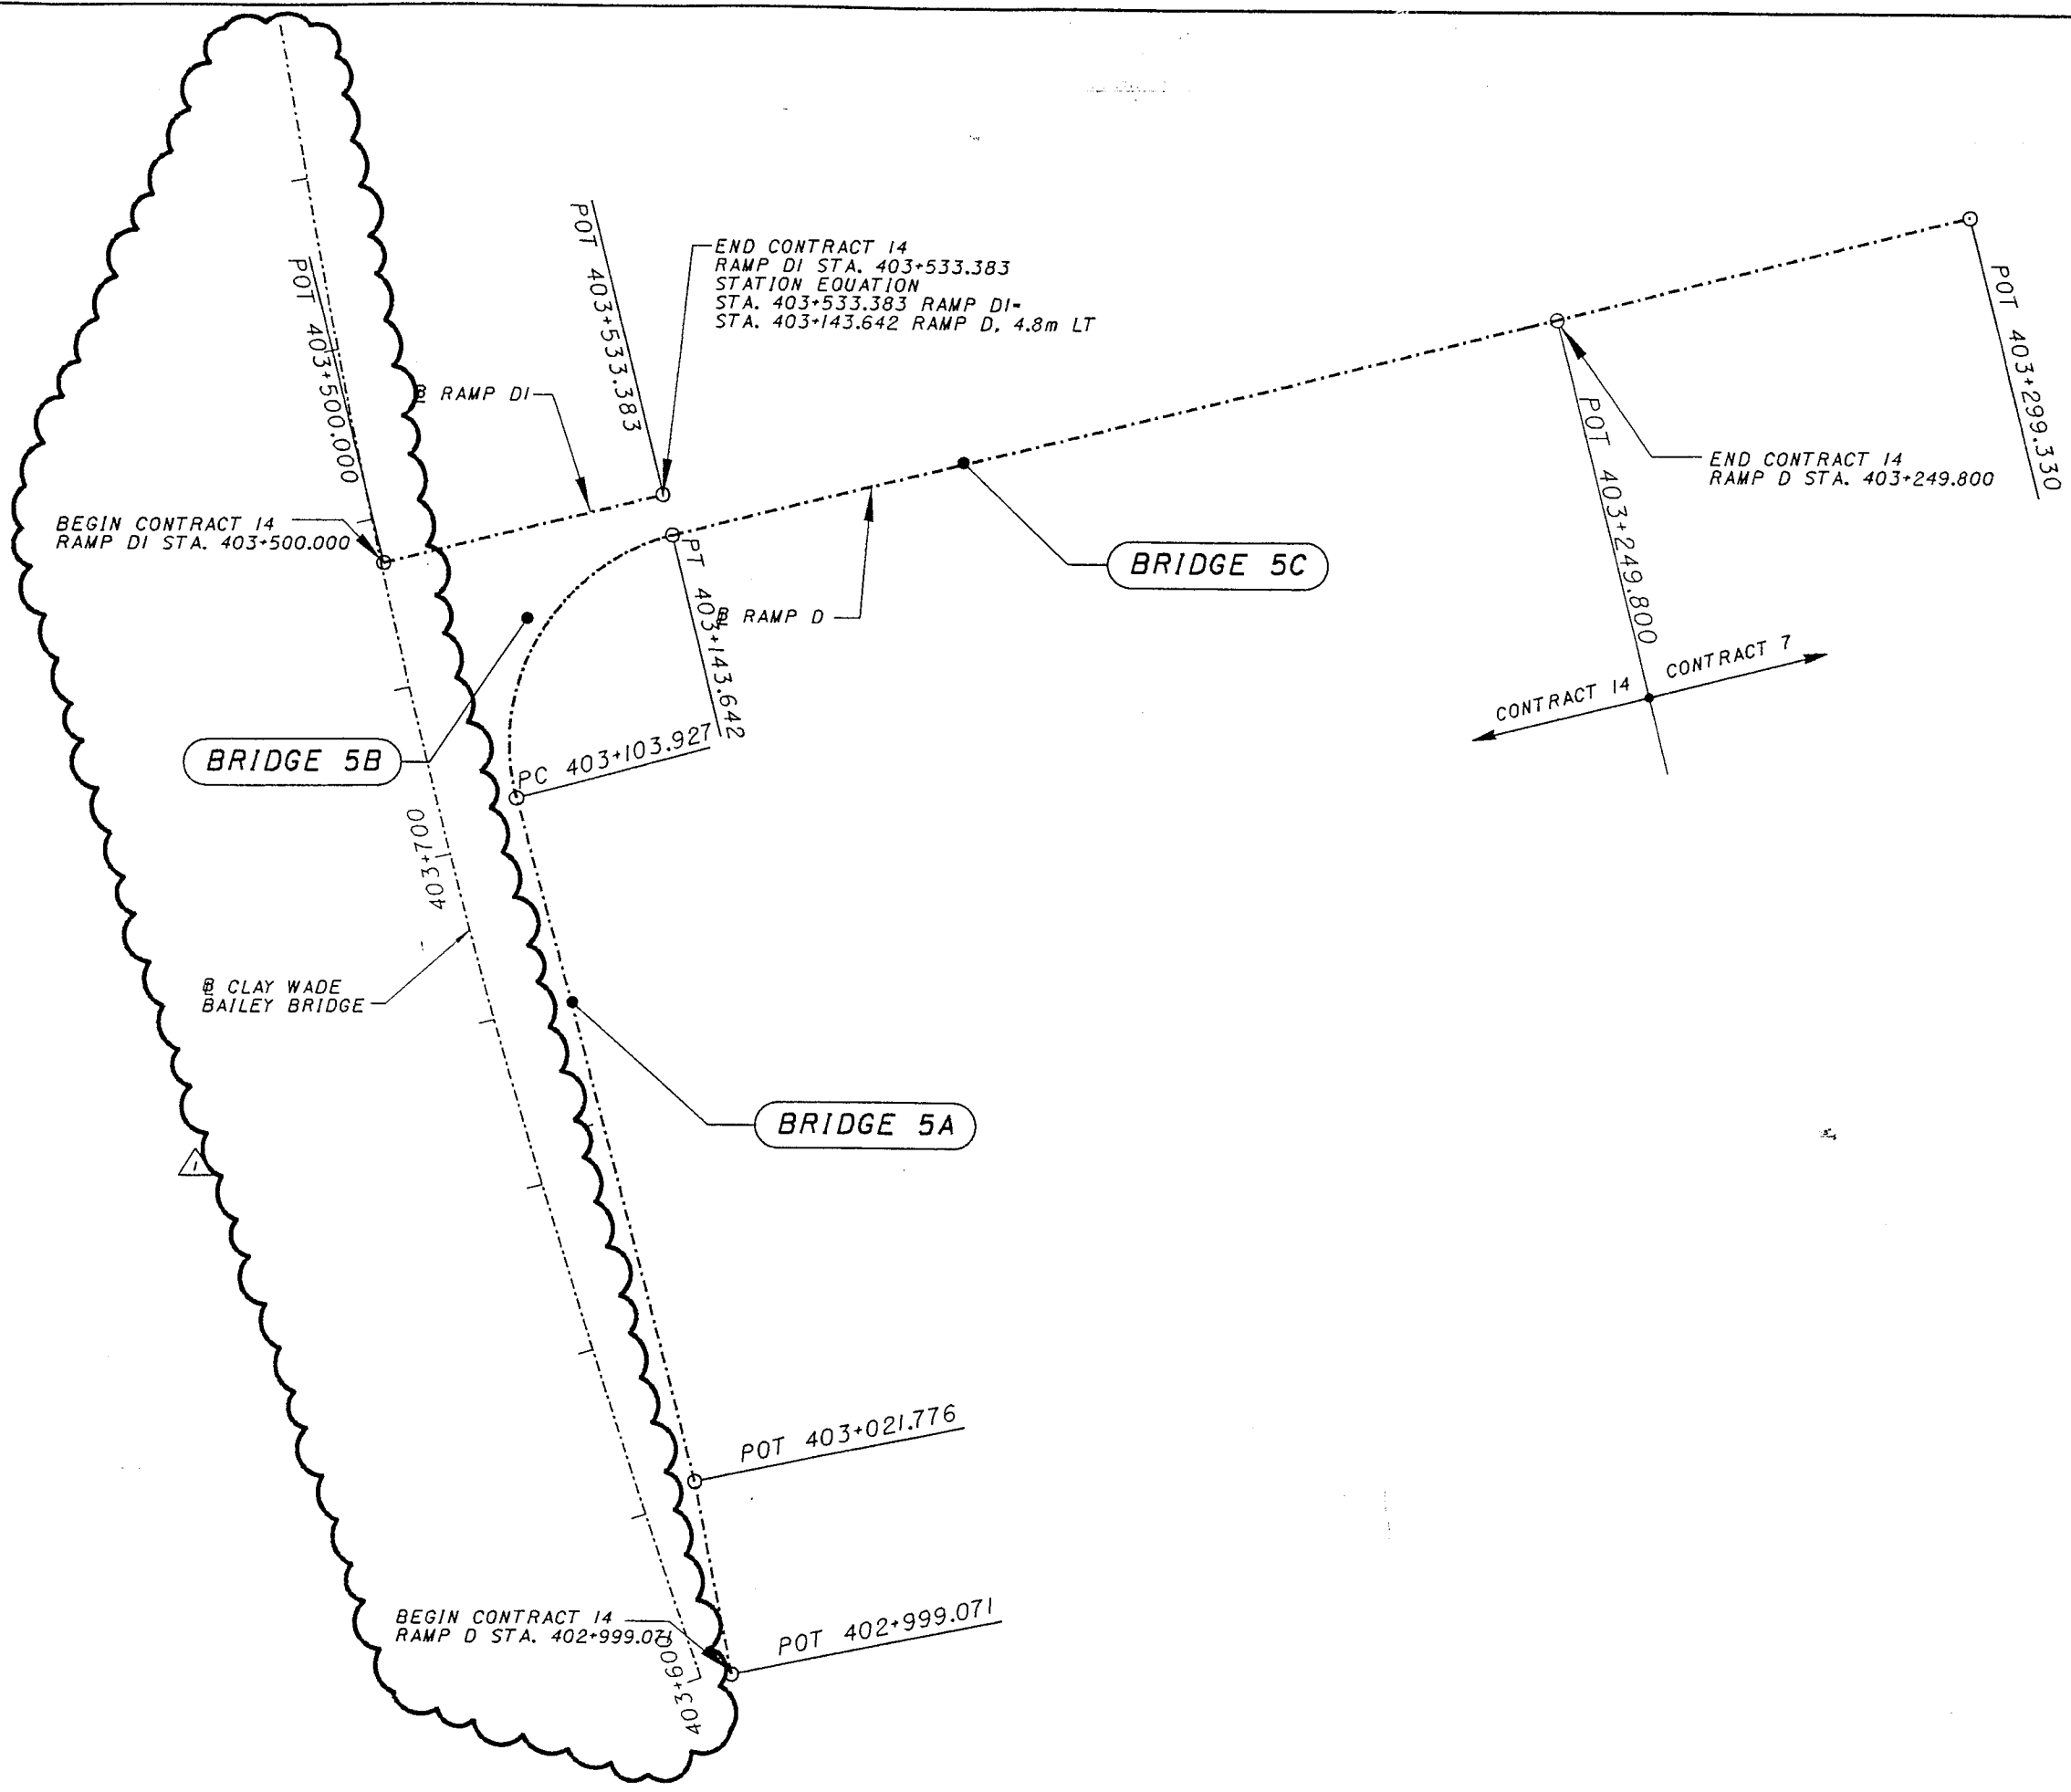 POT 403+500.000
POT 403+533.383
END CONTRACT 14
RAMP D1 STA. 403+533.383
STATION EQUATION
STA. 403+533.383 RAMP D1=
STA. 403+143.642 RAMP D, 4.8m LT
POT 403+299.330
B RAMP D1
END CONTRACT 14
RAMP D STA. 403+249.800
POT 403+249.800
BEGIN CONTRACT 14
RAMP D1 STA. 403+500.000
BRIDGE 5C
PT 403+143.642
B RAMP D
CONTRACT 7
CONTRACT 14
BRIDGE 5B
PC 403+103.927
403+700
B CLAY WADE
BAILEY BRIDGE
BRIDGE 5A
1
POT 403+021.776
BEGIN CONTRACT 14
RAMP D STA. 402+999.071
POT 402+999.071
403+600